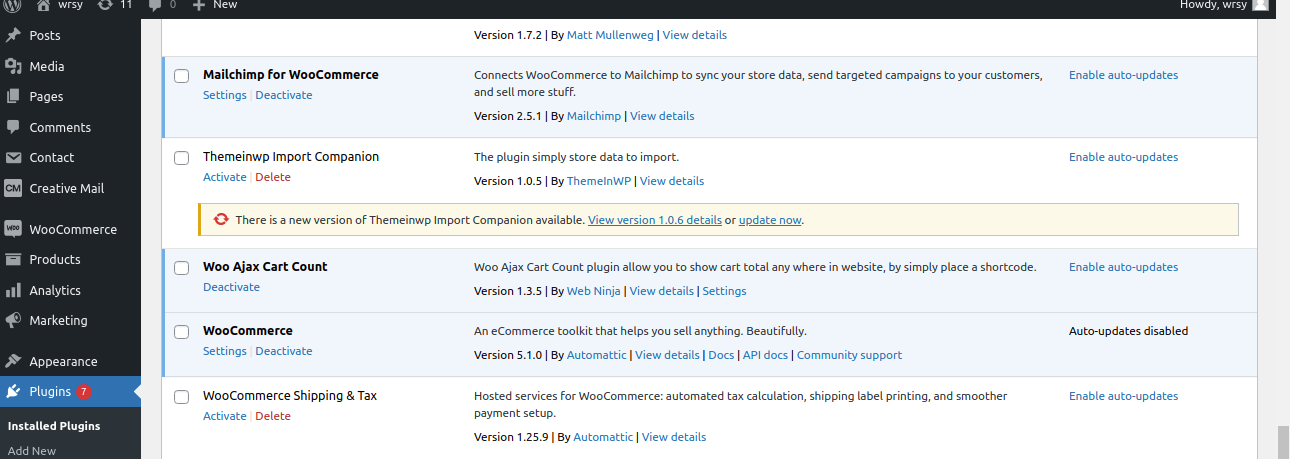 wrsy 11 0 New Howdy, wrsy
Posts
Media
Pages
Comments
Contact
CM Creative Mail
WOO WooCommerce
Products
Analytics
Marketing
Appearance
Plugins 7
Installed Plugins
Add New
Version 1.7.2 | By Matt Mullenweg | View details
Mailchimp for WooCommerce
Settings | Deactivate
Connects WooCommerce to Mailchimp to sync your store data, send targeted campaigns to your customers,
and sell more stuff.
Version 2.5.1 | By Mailchimp | View details
Enable auto-updates
Themeinwp Import Companion
Activate | Delete
The plugin simply store data to import.
Version 1.0.5 | By ThemeInWP | View details
Enable auto-updates
There is a new version of Themeinwp Import Companion available. View version 1.0.6 details or update now.
Woo Ajax Cart Count
Deactivate
Woo Ajax Cart Count plugin allow you to show cart total any where in website, by simply place a shortcode.
Version 1.3.5 | By Web Ninja | View details | Settings
Enable auto-updates
WooCommerce
Settings | Deactivate
An eCommerce toolkit that helps you sell anything. Beautifully.
Version 5.1.0 | By Automattic | View details | Docs | API docs | Community support
Auto-updates disabled
WooCommerce Shipping & Tax
Activate | Delete
Hosted services for WooCommerce: automated tax calculation, shipping label printing, and smoother
payment setup.
Version 1.25.9 | By Automattic | View details
Enable auto-updates